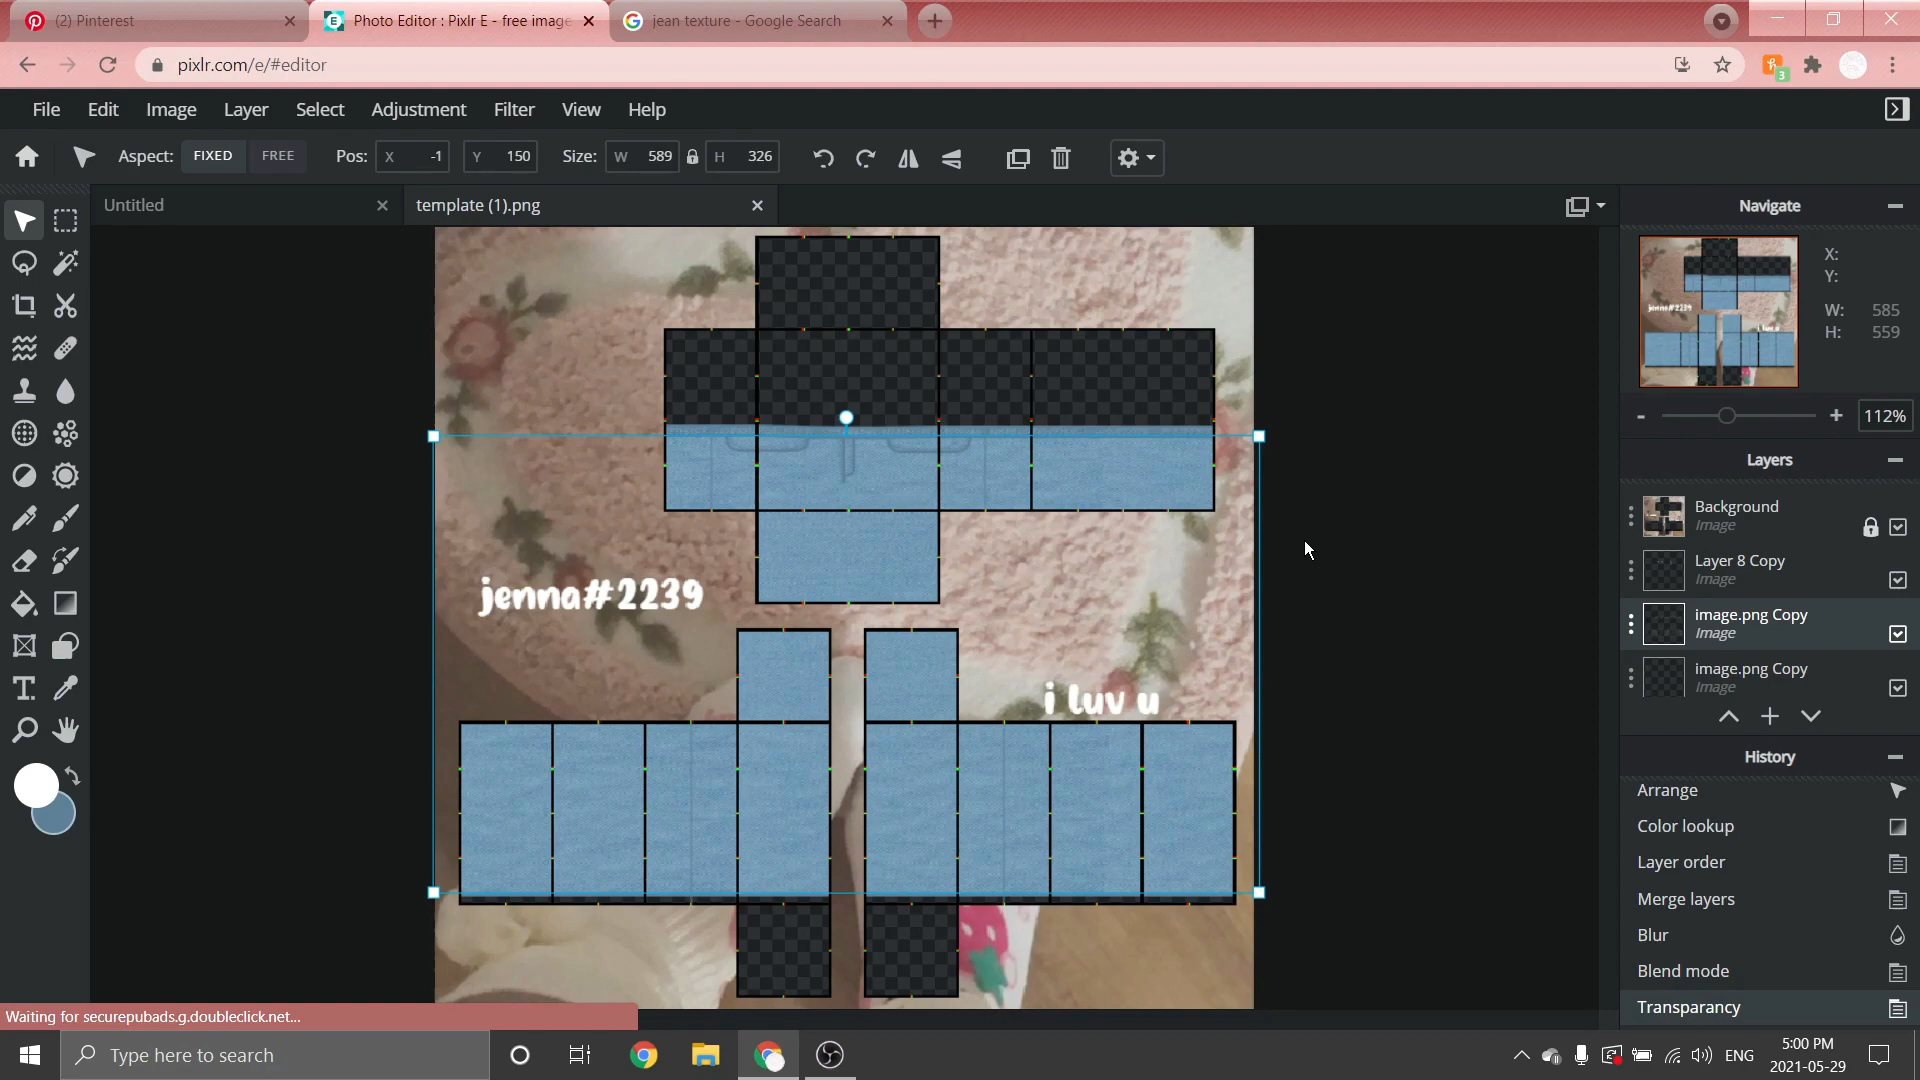 (2) Pinterest
Photo Editor : Pixlr E - free image
jean texture - Google Search
pixlr.com/e/#editor
3
File Edit Image Layer Select Adjustment Filter View Help
Aspect: FIXED FREE Pos: X -1 Y 150 Size: W 589 H 326
Untitled
template (1).png
Navigate
X:
Y:
W: 585
H: 559
112%
Layers
Background
Image
Layer 8 Copy
Image
image.png Copy
Image
image.png Copy
Image
History
Arrange
Color lookup
Layer order
Merge layers
Blur
Blend mode
Transparancy
jenna#2239
i luv u
jenna#2239
i luv u
Waiting for securepubads.g.doubleclick.net...
Type here to search
ENG
5:00 PM
2021-05-29